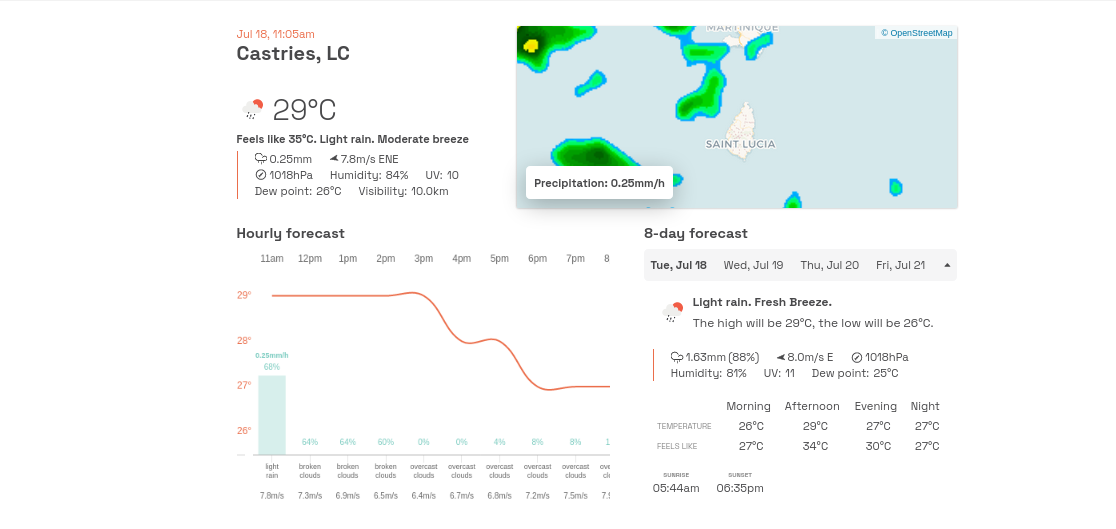 Jul 18, 11:05am
Castries, LC
29°C
Feels like 35°C. Light rain. Moderate breeze
0.25mm 7.8m/s ENE
1018hPa Humidity: 84% UV: 10
Dew point: 26°C Visibility: 10.0km
MARTINIQUE
© OpenStreetMap
SAINT LUCIA
Precipitation: 0.25mm/h
Hourly forecast
11am 12pm 1pm 2pm 3pm 4pm 5pm 6pm 7pm 8
29°
28°
0.25mm/h
68%
27°
26°
64% 64% 60% 0% 0% 4% 8% 8% 1
light rain broken clouds broken clouds broken clouds overcast clouds overcast clouds overcast clouds overcast clouds overcast clouds
7.8m/s 7.3m/s 6.9m/s 6.5m/s 6.4m/s 6.7m/s 6.8m/s 7.2m/s 7.5m/s
8-day forecast
Tue, Jul 18 Wed, Jul 19 Thu, Jul 20 Fri, Jul 21
Light rain. Fresh Breeze.
The high will be 29°C, the low will be 26°C.
1.63mm (88%) 8.0m/s E 1018hPa
Humidity: 81% UV: 11 Dew point: 25°C
Morning Afternoon Evening Night
TEMPERATURE 26°C 29°C 27°C 27°C
FEELS LIKE 27°C 34°C 30°C 27°C
SUNRISE SUNSET
05:44am 06:35pm